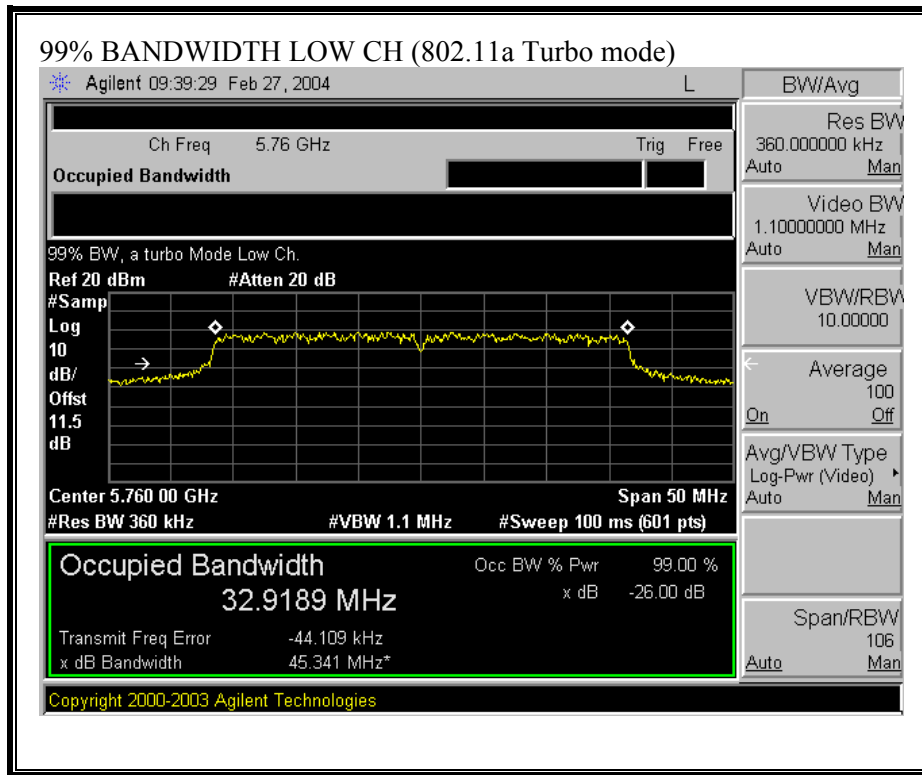 99% BANDWIDTH LOW CH (802.11a Turbo mode)
Agilent 09:39:29 Feb 27, 2004 L
Ch Freq 5.76 GHz Trig Free
Occupied Bandwidth
99% BW, a turbo Mode Low Ch.
Ref 20 dBm #Atten 20 dB
#Samp
Log
10
dB/
Offst
11.5
dB
Center 5.760 00 GHz Span 50 MHz
#Res BW 360 kHz #VBW 1.1 MHz #Sweep 100 ms (601 pts)
Occupied Bandwidth Occ BW % Pwr 99.00 %
32.9189 MHz x dB -26.00 dB
Transmit Freq Error -44.109 kHz
x dB Bandwidth 45.341 MHz*
Copyright 2000-2003 Agilent Technologies
BW/Avg
Res BW
360.000000 kHz
Auto Man
Video BW
1.10000000 MHz
Auto Man
VBW/RBW
10.00000
Average
100
On Off
Avg/VBW Type
Log-Pwr (Video)
Auto Man
Span/RBW
106
Auto Man